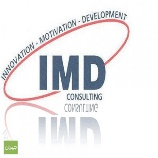 INNOVATION - MOTIVATION - DEVELOPMENT
IMD
CONSULTING